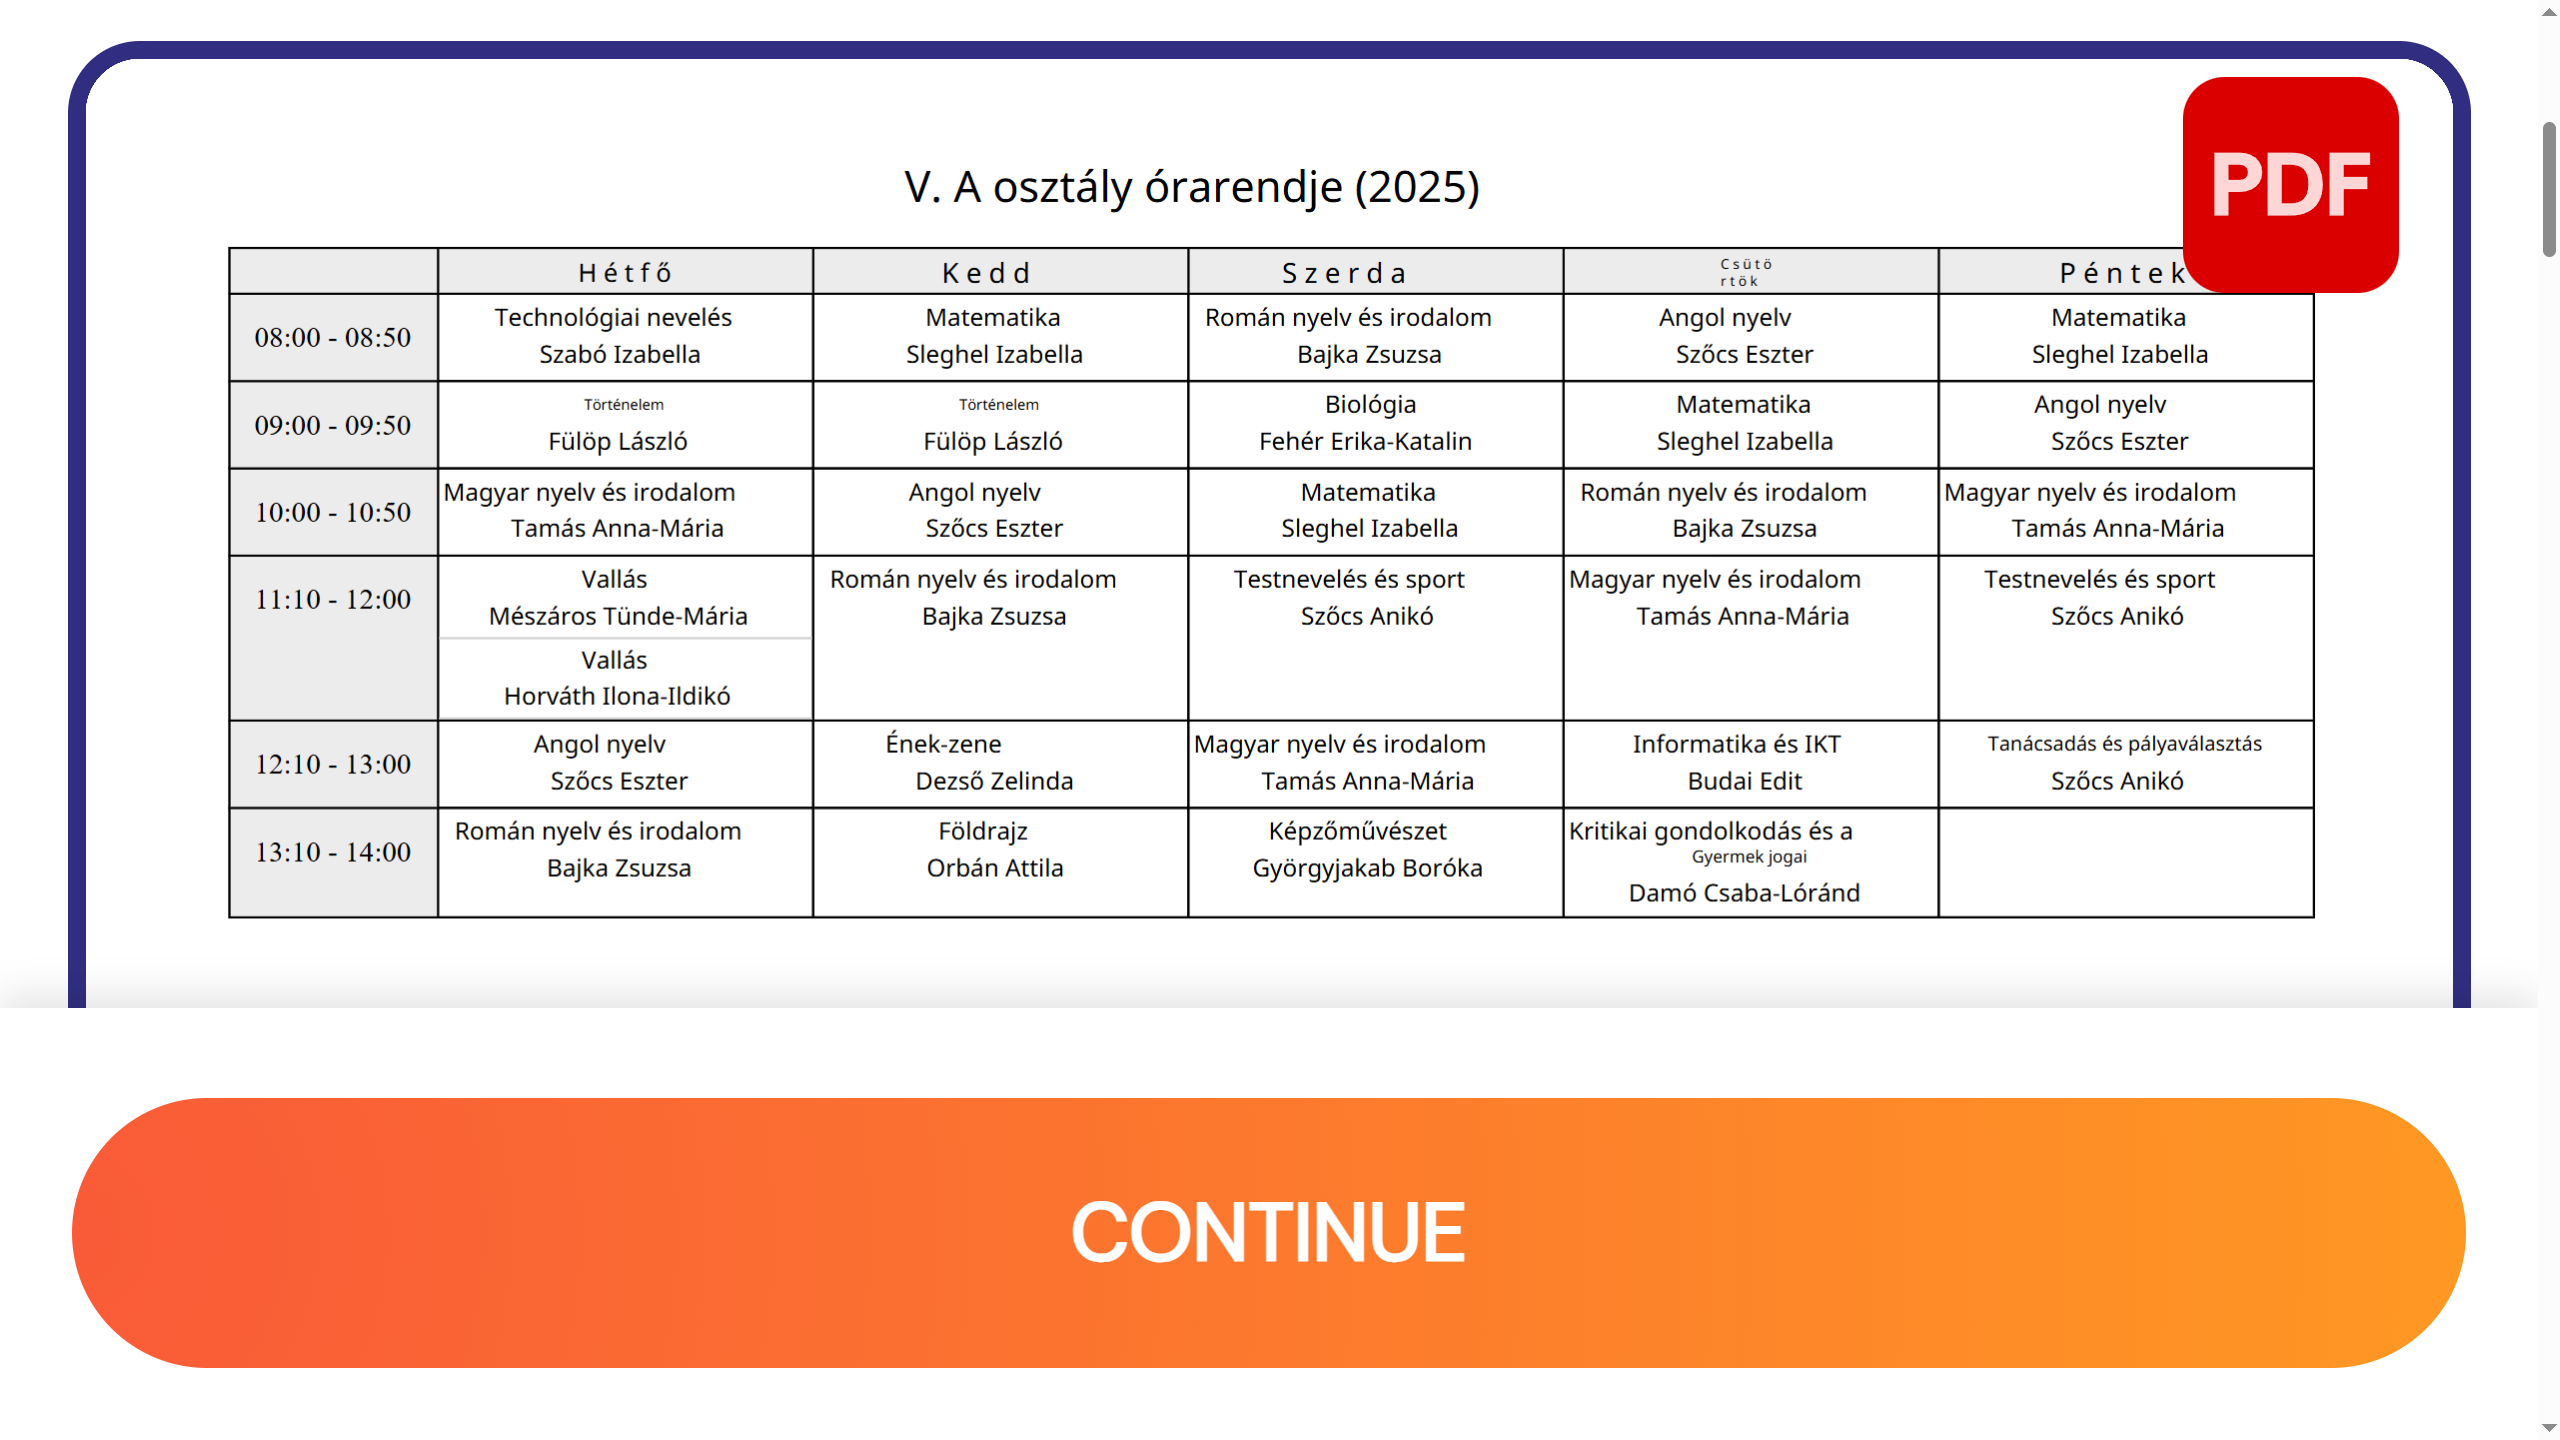 PDF
V. A osztály órarendje (2025)
Hétfő Kedd Szerda Csütö Péntek
rtök
08:00 - 08:50 Technológiai nevelés Matematika Román nyelv és irodalom Angol nyelv Matematika
Szabó Izabella Sleghel Izabella Bajka Zsuzsa Szőcs Eszter Sleghel Izabella
09:00 - 09:50 Történelem Történelem Biológia Matematika Angol nyelv
Fülöp László Fülöp László Fehér Erika-Katalin Sleghel Izabella Szőcs Eszter
10:00 - 10:50 Magyar nyelv és irodalom Angol nyelv Matematika Román nyelv és irodalom Magyar nyelv és irodalom
Tamás Anna-Mária Szőcs Eszter Sleghel Izabella Bajka Zsuzsa Tamás Anna-Mária
11:10 - 12:00 Vallás Román nyelv és irodalom Testnevelés és sport Magyar nyelv és irodalom Testnevelés és sport
Mészáros Tünde-Mária Bajka Zsuzsa Szőcs Anikó Tamás Anna-Mária Szőcs Anikó
Vallás
Horváth Ilona-Ildikó
12:10 - 13:00 Angol nyelv Ének-zene Magyar nyelv és irodalom Informatika és IKT Tanácsadás és pályaválasztás
Szőcs Eszter Dezső Zelinda Tamás Anna-Mária Budai Edit Szőcs Anikó
13:10 - 14:00 Román nyelv és irodalom Földrajz Képzőművészet Kritikai gondolkodás és a
Gyermek jogai
Bajka Zsuzsa Orbán Attila Györgyjakab Boróka Damó Csaba-Lóránd
CONTINUE